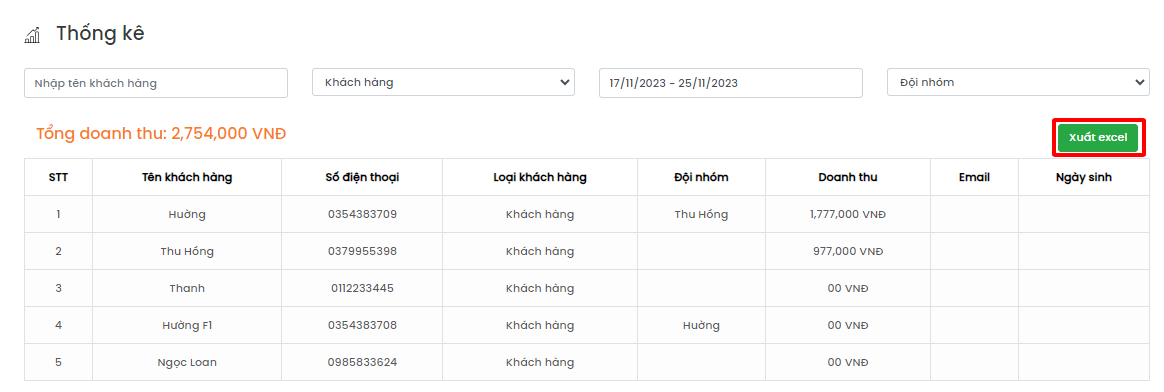 Thống kê
Nhập tên khách hàng Khách hàng 17/11/2023 - 25/11/2023 Đội nhóm
Tổng doanh thu: 2,754,000 VNĐ Xuất excel
STT Tên khách hàng Số điện thoại Loại khách hàng Đội nhóm Doanh thu Email Ngày sinh
1 Hường 0354383709 Khách hàng Thu Hồng 1,777,000 VNĐ
2 Thu Hồng 0379955398 Khách hàng 977,000 VNĐ
3 Thanh 0112233445 Khách hàng 00 VNĐ
4 Hường F1 0354383708 Khách hàng Hường 00 VNĐ
5 Ngọc Loan 0985833624 Khách hàng 00 VNĐ